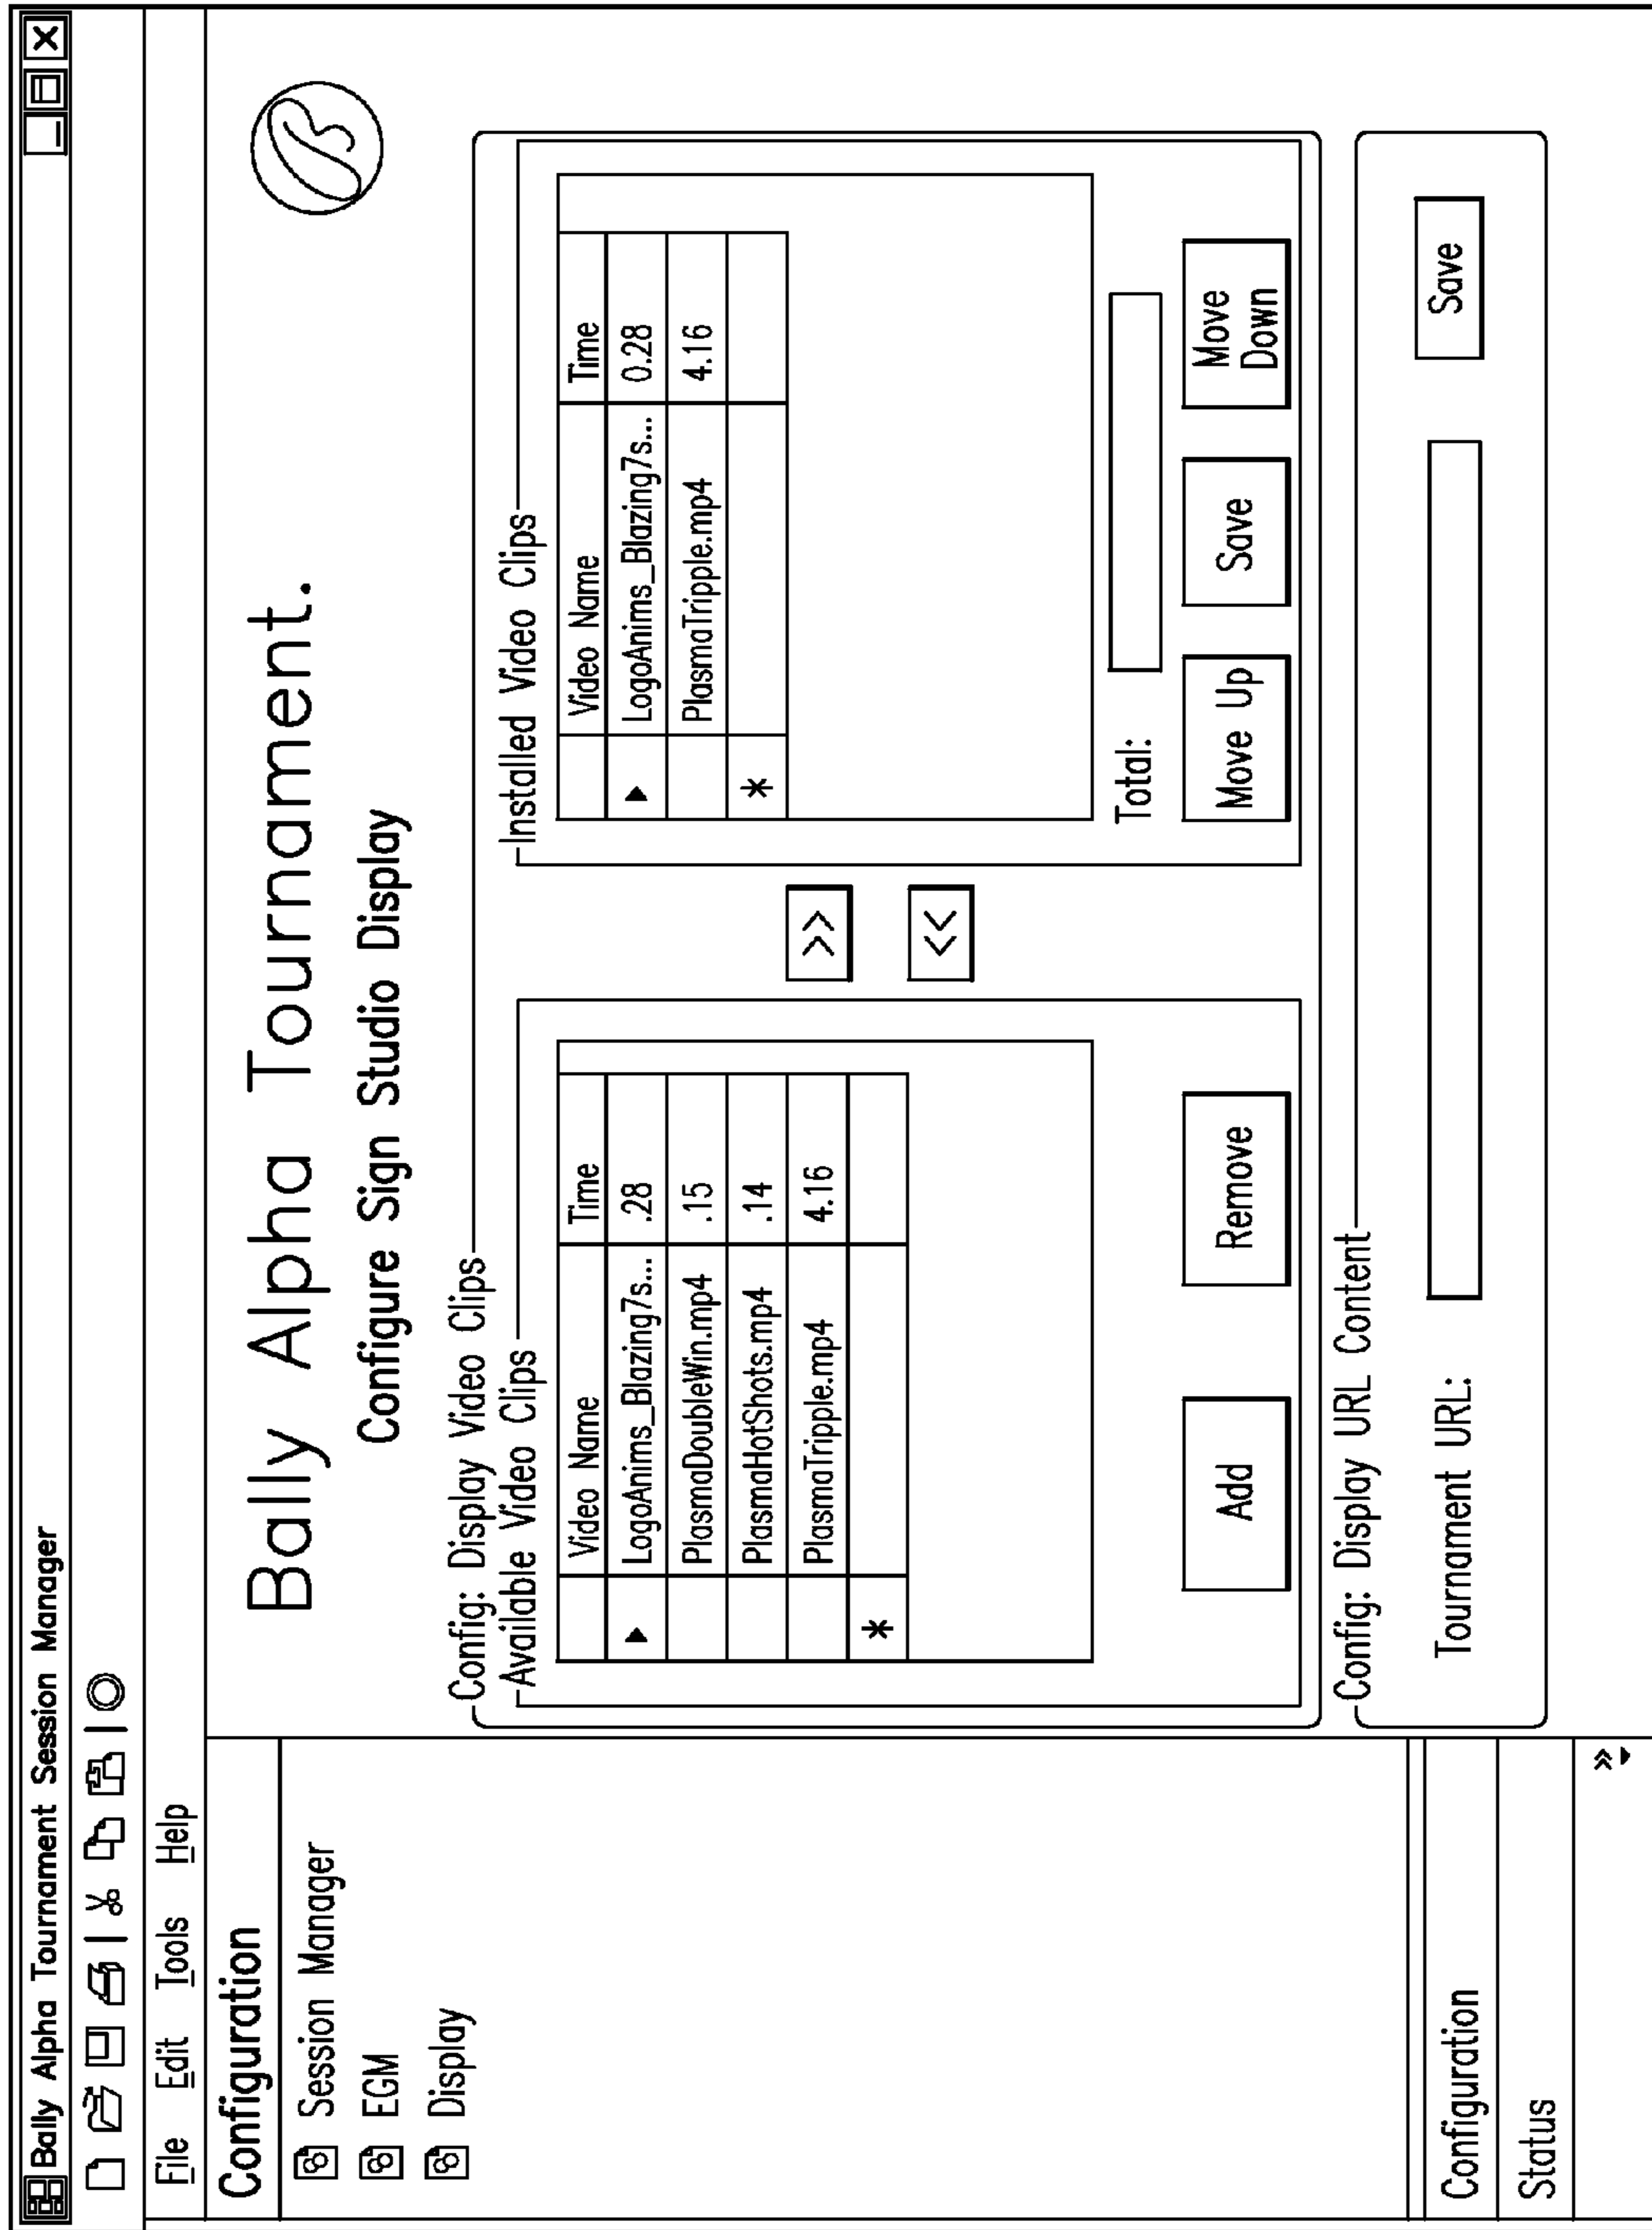 Bally Alpha Tournament Session Manager
File Edit Tools Help
Configuration
Session Manager
EGM
Display
Configuration
Status
Bally Alpha Tournament.
Configure Sign Studio Display
Config: Display Video Clips
Available Video Clips
Video Name Time
LogoAnims_Blazing7s... .28
PlasmaDoubleWin.mp4 .15
PlasmaHotShots.mp4 .14
PlasmaTripple.mp4 4.16
*
Add Remove
>>
<<
Installed Video Clips
Video Name Time
LogoAnims_Blazing7s... 0.28
PlasmaTripple.mp4 4.16
*
Total:
Move Up Save Move Down
Config: Display URL Content
Tournament URL: Save